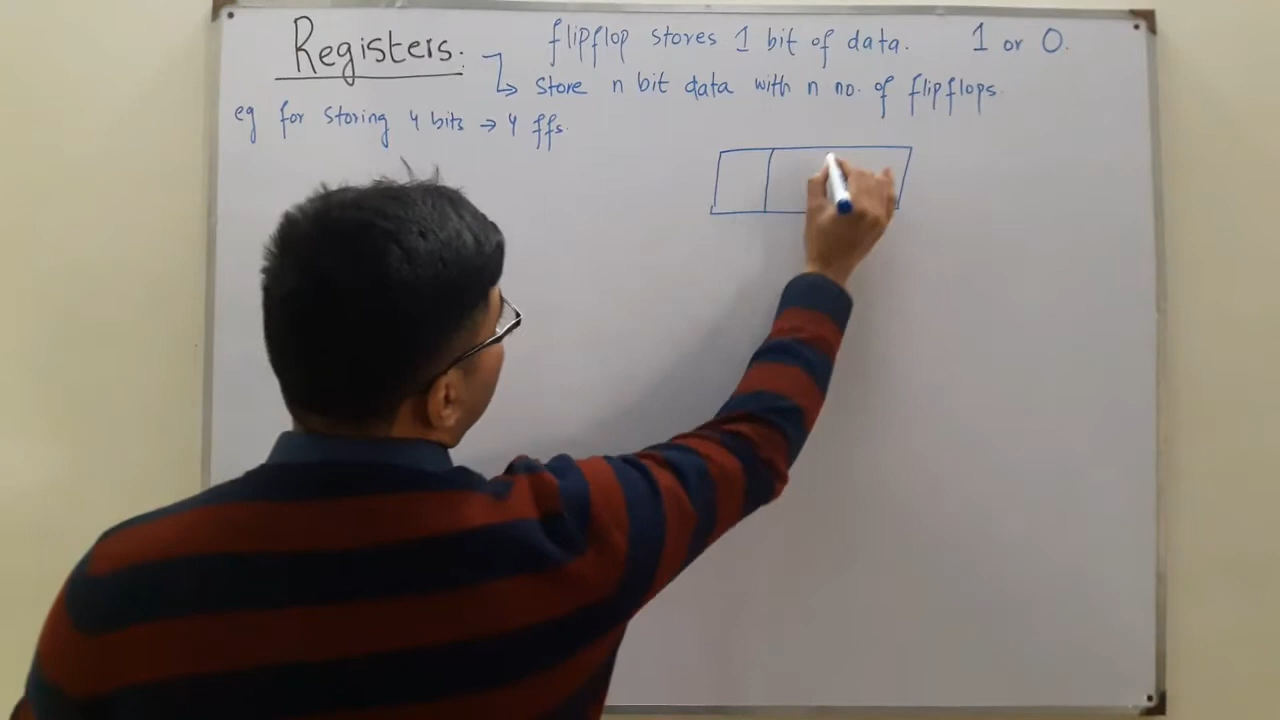 Registers.
flipflop stores 1 bit of data. 1 or 0.
↳ store n bit data with n no. of flipflops.
eg for storing 4 bits → 4 ffs.